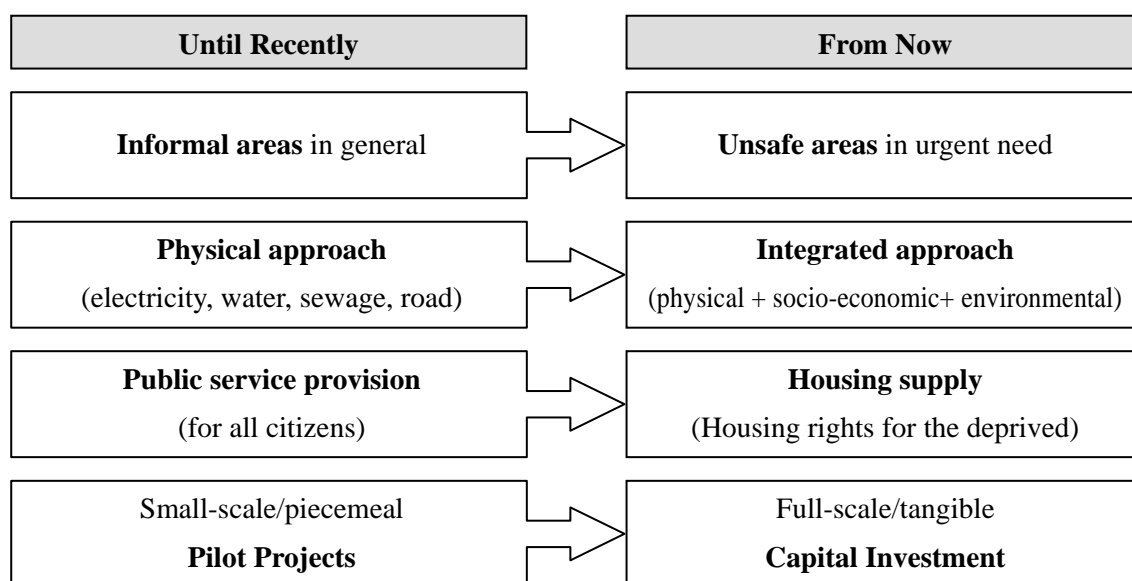 Until Recently
From Now
Informal areas in general
Unsafe areas in urgent need
Physical approach
(electricity, water, sewage, road)
Integrated approach
(physical + socio-economic+ environmental)
Public service provision
(for all citizens)
Housing supply
(Housing rights for the deprived)
Small-scale/piecemeal
Pilot Projects
Full-scale/tangible
Capital Investment